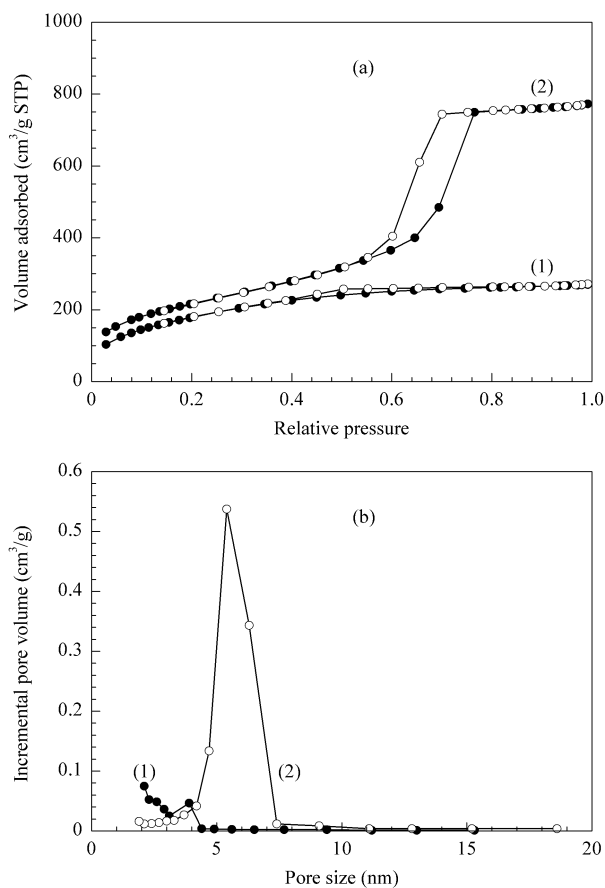 1000
800
600
400
200
0
Volume adsorbed (cm³/g STP)
(a)
(2)
(1)
0 0.2 0.4 0.6 0.8 1.0
Relative pressure
0.6
0.5
0.4
0.3
0.2
0.1
0
Incremental pore volume (cm³/g)
(b)
(1)
(2)
0 5 10 15 20
Pore size (nm)